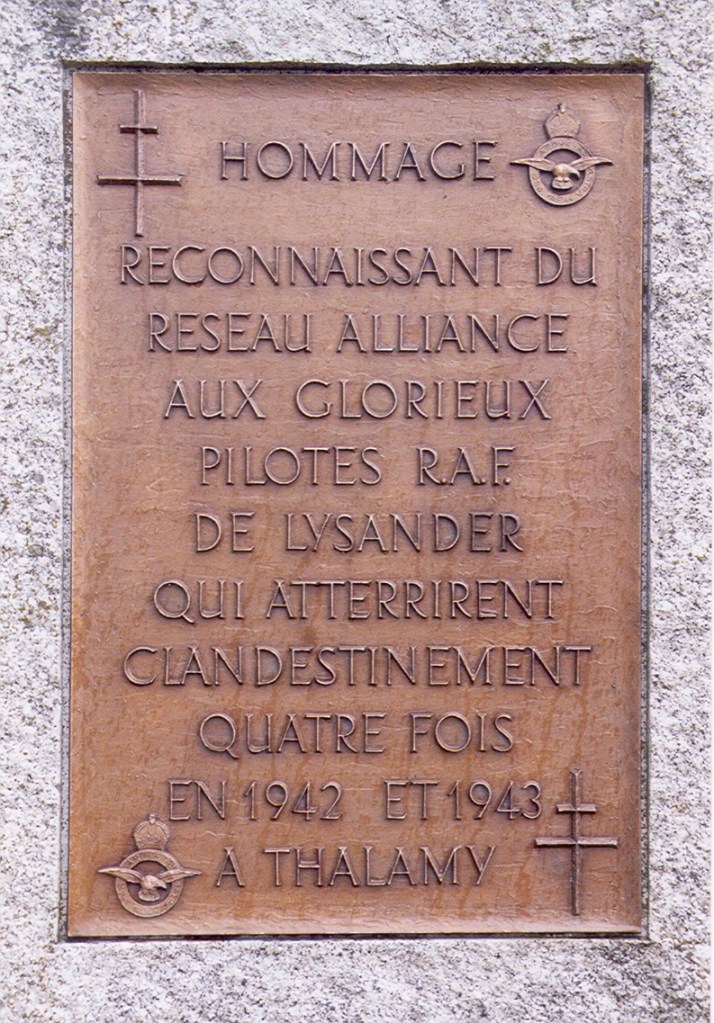 HOMMAGE
RECONNAISSANT DU
RESEAU ALLIANCE
AUX GLORIEUX
PILOTES R.A.F.
DE LYSANDER
QUI ATTERRIRENT
CLANDESTINEMENT
QUATRE FOIS
EN 1942 ET 1943
A THALAMY